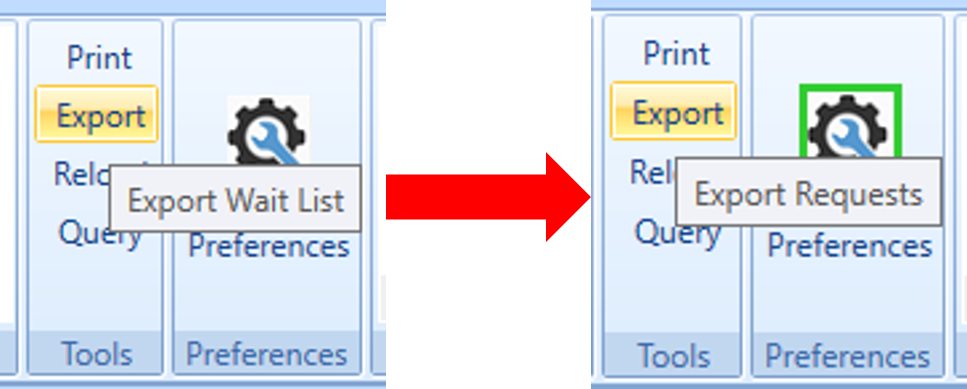 Print
Export
Query
Export Wait List
Preferences
Tools
Preferences
Print
Export
Query
Export Requests
Preferences
Tools
Preferences